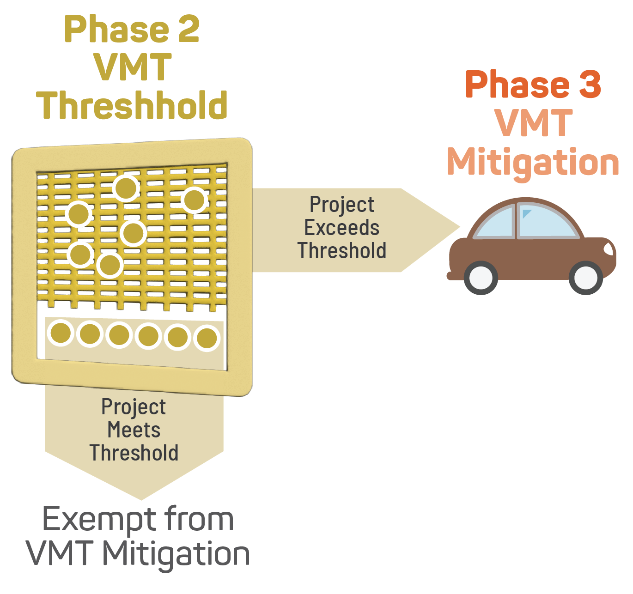 Phase 2
VMT
Threshhold
Phase 3
VMT
Mitigation
Project
Exceeds
Threshold
Project
Meets
Threshold
Exempt from
VMT Mitigation